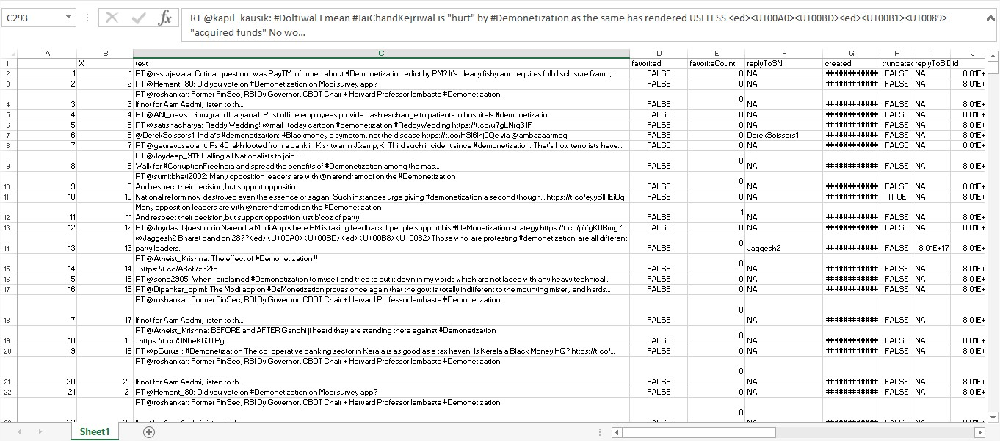 C293
fx
RT @kapil_kausik: #Doltiwal I mean #JaiChandKejriwal is "hurt" by #Demonetization as the same has rendered USELESS <ed><U+00A0><U+00BD><ed><U+00B1><U+0089>
"acquired funds" No wo...
A B C D E F G H I J
1 X text favorited favoriteCount replyToSN created truncated replyToSID id
2 1 1 RT @rssurjewala: Critical question: Was PayTM informed about #Demonetization edict by PM? It's clearly fishy and requires full disclosure &amp;... FALSE 0 NA ############ FALSE NA 8.01E+
3 2 2 RT @Hemant_80: Did you vote on #Demonetization on Modi survey app? FALSE 0 NA ############ FALSE NA 8.01E+
RT @roshankar: Former FinSec, RBI Dy Governor, CBDT Chair + Harvard Professor lambaste #Demonetization.
4 3 3 If not for Aam Aadmi, listen to th... FALSE 0 NA ############ FALSE NA 8.01E+
5 4 4 RT @ANI_news: Gurugram (Haryana): Post office employees provide cash exchange to patients in hospitals #demonetization FALSE 0 NA ############ FALSE NA 8.01E+
6 5 5 RT @satishacharya: Reddy Wedding! @mail_today cartoon #demonetization #ReddyWedding https://t.co/u7gLNrq31F FALSE 0 NA ############ FALSE NA 8.01E+
7 6 6 @DerekScissors1: India's #demonetization: #Blackmoney a symptom, not the disease https://t.co/HSl6Ihj0Qe via @ambazaarmag FALSE 0 DerekScissors1 ############ FALSE NA 8.01E+
8 7 7 RT @gauravcsawant: Rs 40 lakh looted from a bank in Kishtwar in J&amp;K. Third such incident since #demonetization. That's how terrorists have... FALSE 0 NA ############ FALSE NA 8.01E+
RT @Joydeep_911: Calling all Nationalists to join...
9 8 8 Walk for #CorruptionFreeIndia and spread the benefits of #Demonetization among the mas... FALSE 0 NA ############ FALSE NA 8.01E+
RT @sumitbhati2002: Many opposition leaders are with @narendramodi on the #Demonetization
10 9 9 And respect their decision,but support oppositio... FALSE 0 NA ############ FALSE NA 8.01E+
11 10 10 National reform now destroyed even the essence of sagan. Such instances urge giving #demonetization a second though... https://t.co/eyySIREiUq FALSE 0 NA ############ TRUE NA 8.01E+
Many opposition leaders are with @narendramodi on the #Demonetization
12 11 11 And respect their decision,but support opposition just b'coz of party FALSE 1 NA ############ FALSE NA 8.01E+
13 12 12 RT @Joydas: Question in Narendra Modi App where PM is taking feedback if people support his #DeMonetization strategy https://t.co/pYgK8Rmg7r FALSE 0 NA ############ FALSE NA 8.01E+
@Jaggesh2 Bharat band on 28??<ed><U+00A0><U+00BD><ed><U+00B8><U+0082>Those who are protesting #demonetization are all different
14 13 13 party leaders. FALSE 0 Jaggesh2 ############ FALSE 8.01E+17 8.01E+
RT @Atheist_Krishna: The effect of #Demonetization !!
15 14 14 . https://t.co/A8of7zh2f5 FALSE 0 NA ############ FALSE NA 8.01E+
16 15 15 RT @sona2905: When I explained #Demonetization to myself and tried to put it down in my words which are not laced with any heavy technical... FALSE 0 NA ############ FALSE NA 8.01E+
17 16 16 RT @Dipankar_cpiml: The Modi app on #DeMonetization proves once again that the govt is totally indifferent to the mounting misery and hards... FALSE 0 NA ############ FALSE NA 8.01E+
RT @roshankar: Former FinSec, RBI Dy Governor, CBDT Chair + Harvard Professor lambaste #Demonetization.
18 17 17 If not for Aam Aadmi, listen to th... FALSE 0 NA ############ FALSE NA 8.01E+
RT @Atheist_Krishna: BEFORE and AFTER Gandhi ji heard they are standing there against #Demonetization
19 18 18 . https://t.co/9NheK63TPg FALSE 0 NA ############ FALSE NA 8.01E+
20 19 19 RT @pGurus1: #Demonetization The co-operative banking sector in Kerala is as good as a tax haven. Is Kerala a Black Money HQ? https://t.co/... FALSE 0 NA ############ FALSE NA 8.01E+
RT @roshankar: Former FinSec, RBI Dy Governor, CBDT Chair + Harvard Professor lambaste #Demonetization.
21 20 20 If not for Aam Aadmi, listen to th... FALSE 0 NA ############ FALSE NA 8.01E+
22 21 21 RT @Hemant_80: Did you vote on #Demonetization on Modi survey app? FALSE 0 NA ############ FALSE NA 8.01E+
RT @roshankar: Former FinSec, RBI Dy Governor, CBDT Chair + Harvard Professor lambaste #Demonetization.
0
Sheet1